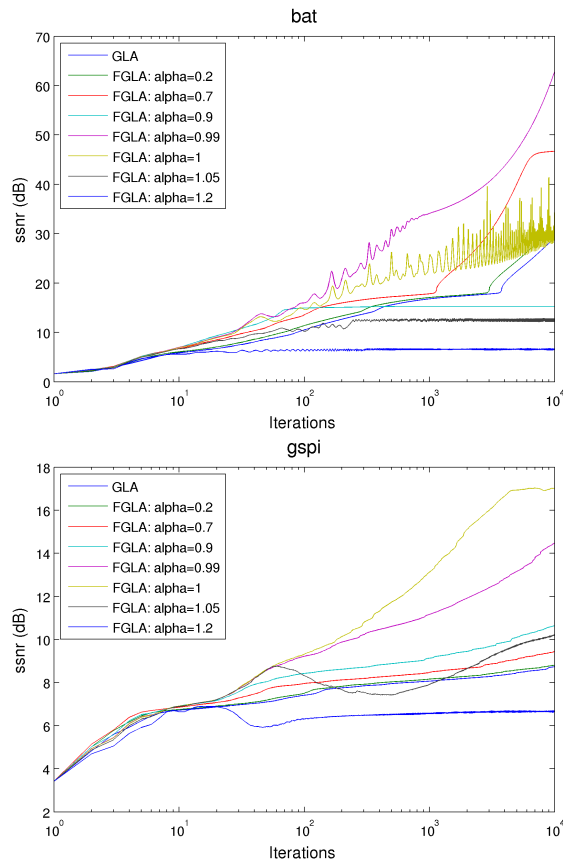 bat
70
60
50
40
30
20
10
0
ssnr (dB)
GLA
FGLA: alpha=0.2
FGLA: alpha=0.7
FGLA: alpha=0.9
FGLA: alpha=0.99
FGLA: alpha=1
FGLA: alpha=1.05
FGLA: alpha=1.2
10^0
10^1
10^2
10^3
10^4
Iterations
gspi
18
16
14
12
10
8
6
4
2
ssnr (dB)
GLA
FGLA: alpha=0.2
FGLA: alpha=0.7
FGLA: alpha=0.9
FGLA: alpha=0.99
FGLA: alpha=1
FGLA: alpha=1.05
FGLA: alpha=1.2
10^0
10^1
10^2
10^3
10^4
Iterations